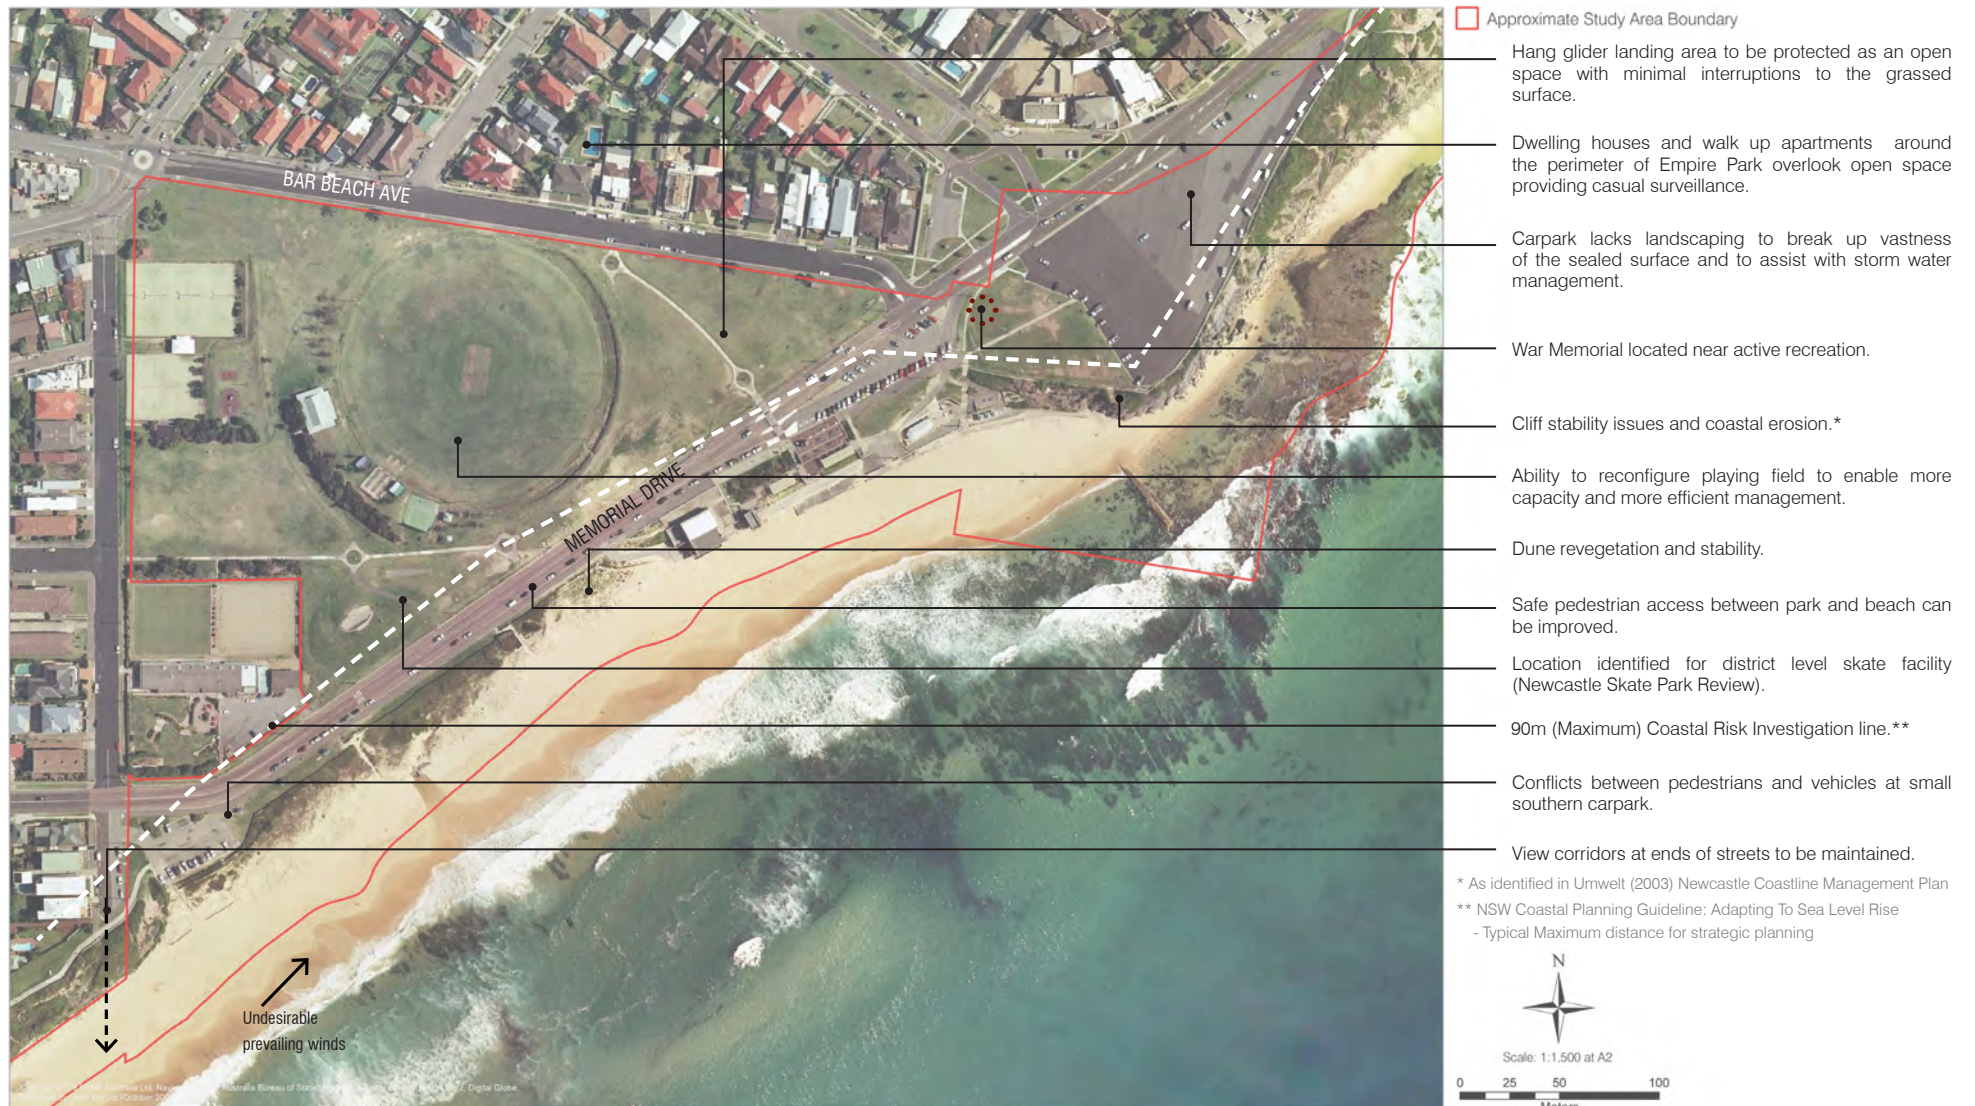 Approximate Study Area Boundary
Hang glider landing area to be protected as an open
space with minimal interruptions to the grassed
surface.
Dwelling houses and walk up apartments around
the perimeter of Empire Park overlook open space
providing casual surveillance.
Carpark lacks landscaping to break up vastness
of the sealed surface and to assist with storm water
management.
War Memorial located near active recreation.
Cliff stability issues and coastal erosion.*
Ability to reconfigure playing field to enable more
capacity and more efficient management.
Dune revegetation and stability.
Safe pedestrian access between park and beach can
be improved.
Location identified for district level skate facility
(Newcastle Skate Park Review).
90m (Maximum) Coastal Risk Investigation line.**
Conflicts between pedestrians and vehicles at small
southern carpark.
View corridors at ends of streets to be maintained.
* As identified in Umwelt (2003) Newcastle Coastline Management Plan
** NSW Coastal Planning Guideline: Adapting To Sea Level Rise
- Typical Maximum distance for strategic planning
N
Scale: 1:1,500 at A2
0 25 50 100
Meters
BAR BEACH AVE
MEMORIAL DRIVE
Undesirable
prevailing winds
Australia Ltd,
Australia Bureau of
Digital Globe
(October